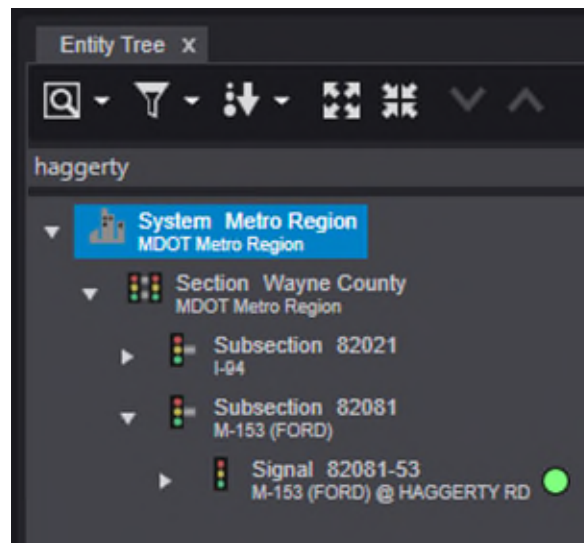 Entity Tree x
haggerty
System Metro Region
MDOT Metro Region
Section Wayne County
MDOT Metro Region
Subsection 82021
I-94
Subsection 82081
M-153 (FORD)
Signal 82081-53
M-153 (FORD) @ HAGGERTY RD